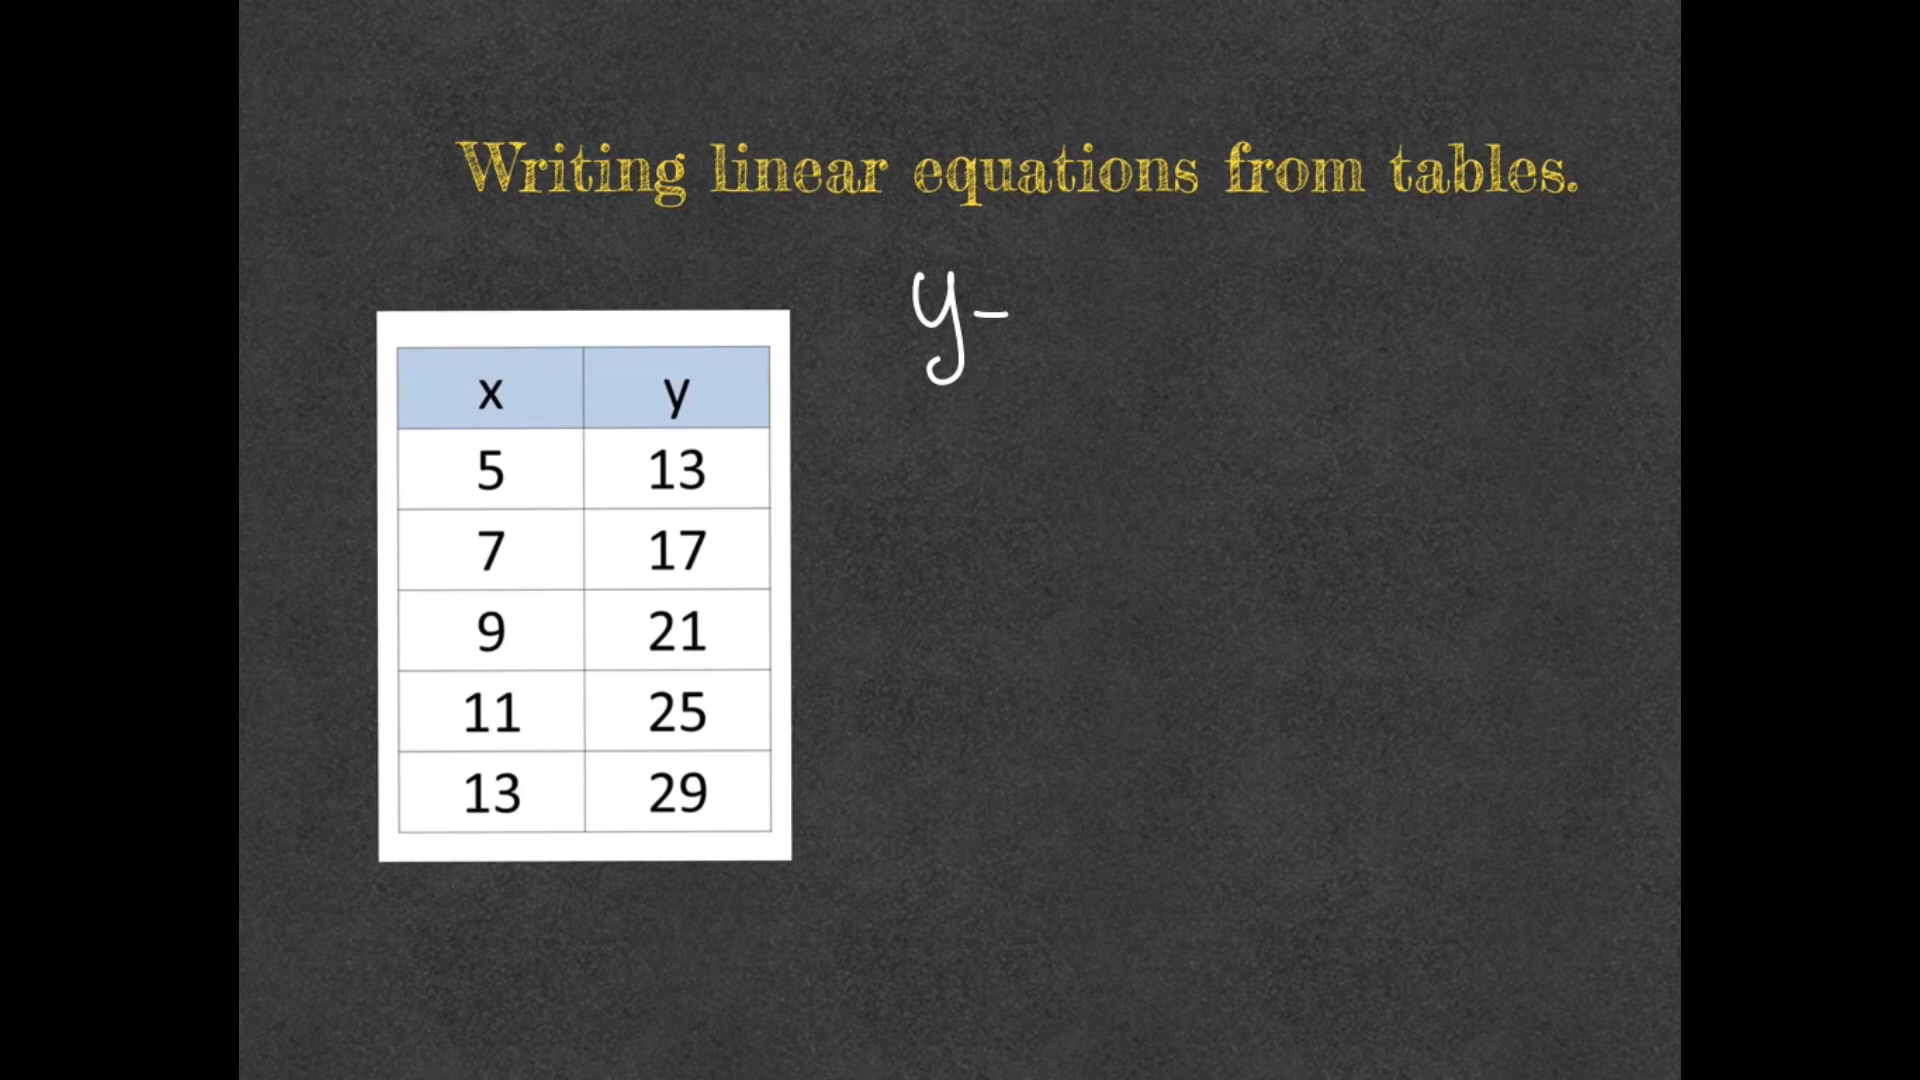 Writing linear equations from tables.
y-
x y
5 13
7 17
9 21
11 25
13 29